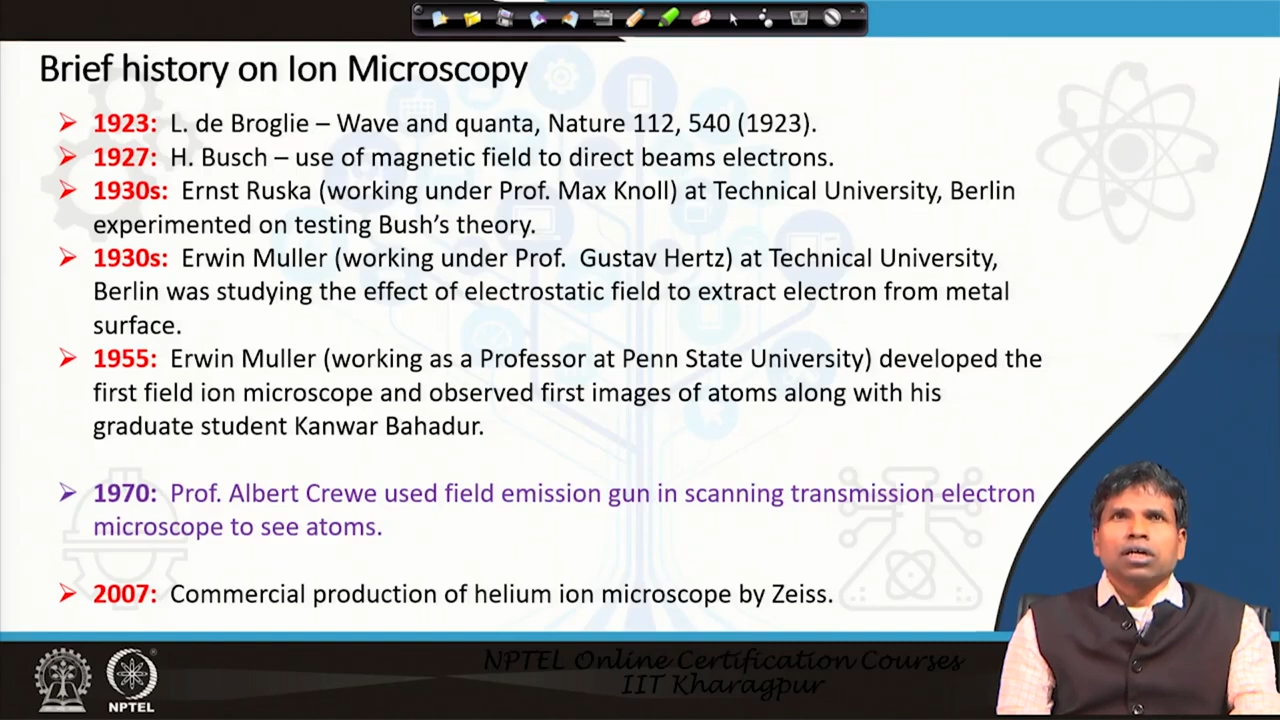 Brief history on Ion Microscopy
➢ 1923: L. de Broglie – Wave and quanta, Nature 112, 540 (1923).
➢ 1927: H. Busch – use of magnetic field to direct beams electrons.
➢ 1930s: Ernst Ruska (working under Prof. Max Knoll) at Technical University, Berlin
experimented on testing Bush’s theory.
➢ 1930s: Erwin Muller (working under Prof. Gustav Hertz) at Technical University,
Berlin was studying the effect of electrostatic field to extract electron from metal
surface.
➢ 1955: Erwin Muller (working as a Professor at Penn State University) developed the
first field ion microscope and observed first images of atoms along with his
graduate student Kanwar Bahadur.
➢ 1970: Prof. Albert Crewe used field emission gun in scanning transmission electron
microscope to see atoms.
➢ 2007: Commercial production of helium ion microscope by Zeiss.
NPTEL Online Certification Courses
IIT Kharagpur
NPTEL